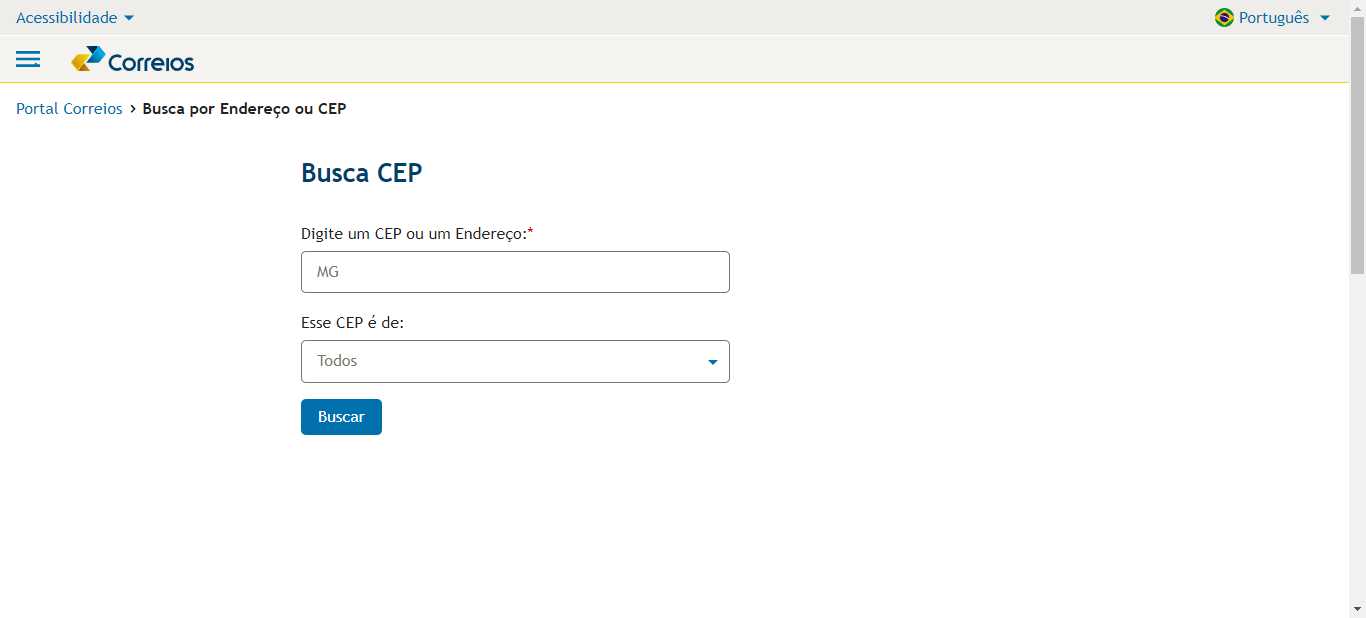 Acessibilidade
Português
Correios
Portal Correios > Busca por Endereço ou CEP
Busca CEP
Digite um CEP ou um Endereço:*
MG
Esse CEP é de:
Todos
Buscar